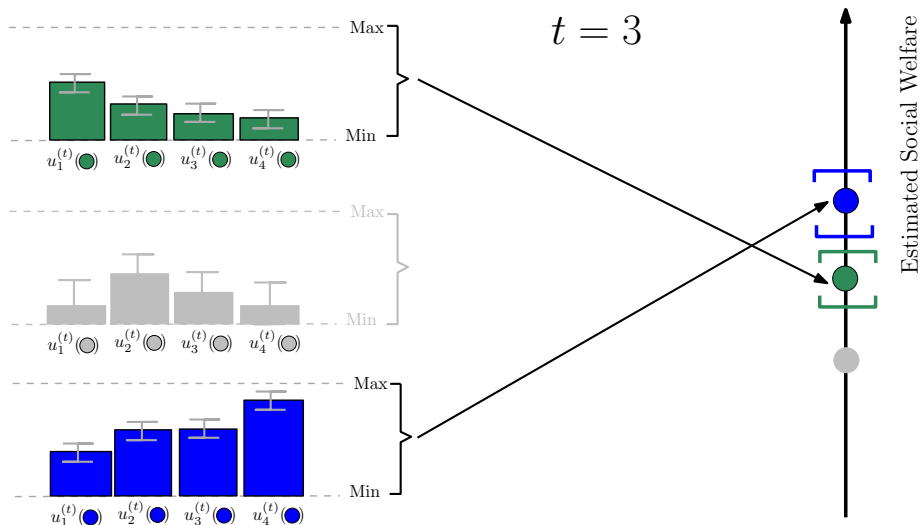 Max
t = 3
Min
u_1^{(t)}(●) u_2^{(t)}(●) u_3^{(t)}(●) u_4^{(t)}(●)
Max
Min
u_1^{(t)}(●) u_2^{(t)}(●) u_3^{(t)}(●) u_4^{(t)}(●)
Max
Min
u_1^{(t)}(●) u_2^{(t)}(●) u_3^{(t)}(●) u_4^{(t)}(●)
Estimated Social Welfare